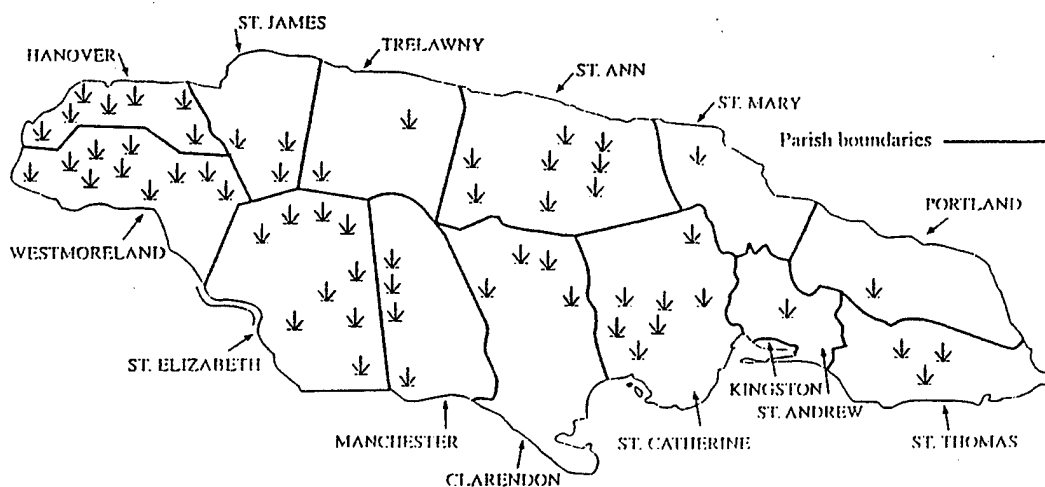 ST. JAMES
TRELAWNY
HANOVER
ST. ANN
ST. MARY
Parish boundaries
PORTLAND
WESTMORELAND
ST. ELIZABETH
KINGSTON
ST. ANDREW
MANCHESTER
ST. CATHERINE
ST. THOMAS
CLARENDON